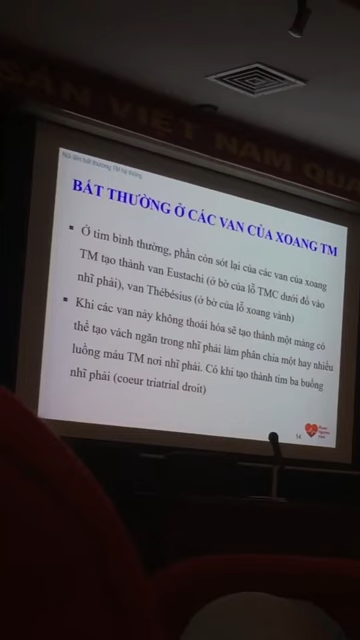 SẢN VIỆT NAM QUA
BẤT THƯỜNG Ở CÁC VAN CỦA XOANG TM
Ở tim bình thường, phần còn sót lại của các van của xoang
TM tạo thành van Eustachi (ở bờ của lỗ TMC dưới đổ vào
nhĩ phải), van Thébésius (ở bờ của lỗ xoang vành)
Khi các van này không thoái hóa sẽ tạo thành một màng có
thể tạo vách ngăn trong nhĩ phải làm phân chia một hay nhiều
luồng máu TM nơi nhĩ phải. Có khi tạo thành tim ba buồng
nhĩ phải (coeur triatrial droit)
54